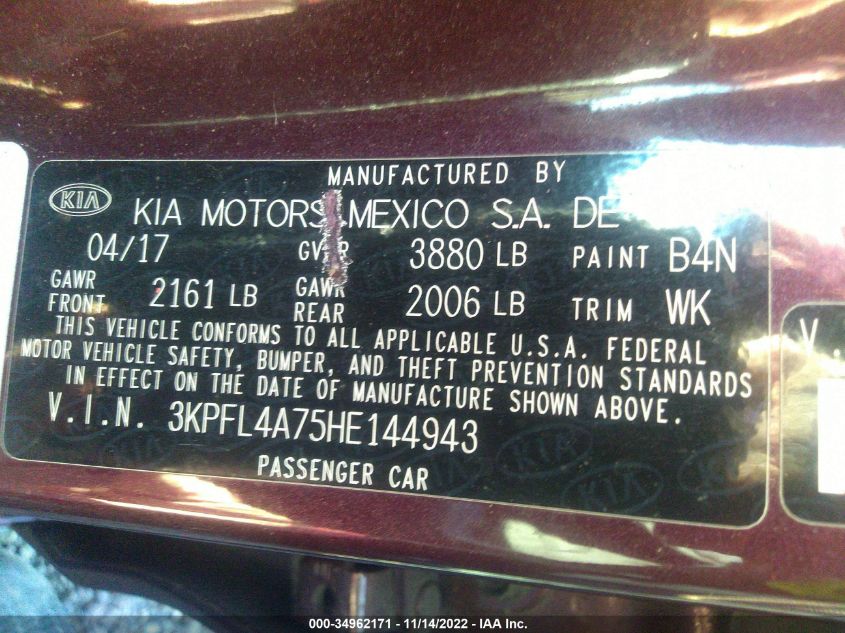 MANUFACTURED BY
KIA
KIA MOTORS MEXICO S.A. DE
04/17 GVWR 3880 LB PAINT B4N
GAWR FRONT 2161 LB GAWR REAR 2006 LB TRIM WK
THIS VEHICLE CONFORMS TO ALL APPLICABLE U.S.A. FEDERAL
MOTOR VEHICLE SAFETY, BUMPER, AND THEFT PREVENTION STANDARDS
IN EFFECT ON THE DATE OF MANUFACTURE SHOWN ABOVE.
V.I.N. 3KPFL4A75HE144943
PASSENGER CAR
V.
000-34962171 - 11/14/2022 - IAA Inc.